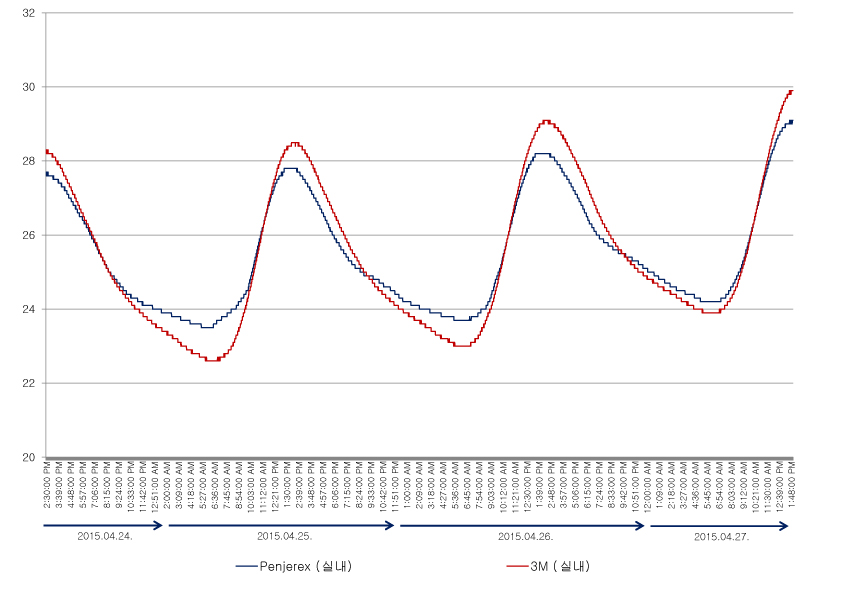 32
30
28
26
24
22
20
2:30:00 PM
3:39:00 PM
4:48:00 PM
5:57:00 PM
7:06:00 PM
8:15:00 PM
9:24:00 PM
10:33:00 PM
11:42:00 PM
12:51:00 AM
2:00:00 AM
3:09:00 AM
4:18:00 AM
5:27:00 AM
6:36:00 AM
7:45:00 AM
8:54:00 AM
10:03:00 AM
11:12:00 AM
12:21:00 PM
1:30:00 PM
2:39:00 PM
3:48:00 PM
4:57:00 PM
6:06:00 PM
7:15:00 PM
8:24:00 PM
9:33:00 PM
10:42:00 PM
11:51:00 PM
1:00:00 AM
2:09:00 AM
3:18:00 AM
4:27:00 AM
5:36:00 AM
6:45:00 AM
7:54:00 AM
9:03:00 AM
10:12:00 AM
11:21:00 AM
12:30:00 PM
1:39:00 PM
2:48:00 PM
3:57:00 PM
5:06:00 PM
6:15:00 PM
7:24:00 PM
8:33:00 PM
9:42:00 PM
10:51:00 PM
12:00:00 AM
1:09:00 AM
2:18:00 AM
3:27:00 AM
4:36:00 AM
5:45:00 AM
6:54:00 AM
8:03:00 AM
9:12:00 AM
10:21:00 AM
11:30:00 AM
12:39:00 PM
1:48:00 PM
2015.04.24.
2015.04.25.
2015.04.26.
2015.04.27.
Penjerex (실내)
3M (실내)